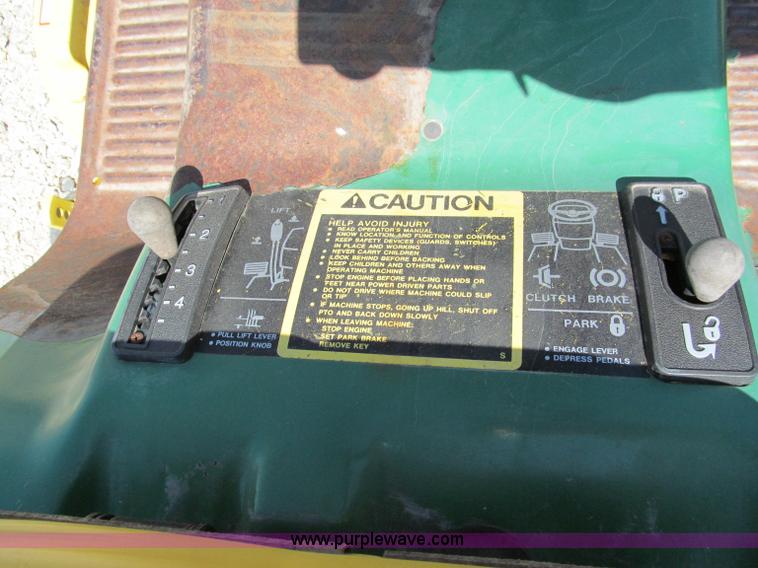 CAUTION
HELP AVOID INJURY
• READ OPERATOR'S MANUAL
• KNOW LOCATION AND FUNCTION OF CONTROLS
• KEEP SAFETY DEVICES (GUARDS, SWITCHES)
IN PLACE AND WORKING
• NEVER CARRY CHILDREN
• LOOK BEHIND BEFORE BACKING
• KEEP CHILDREN AND OTHERS AWAY WHEN
OPERATING MACHINE
• STOP ENGINE BEFORE PLACING HANDS OR
FEET NEAR POWER DRIVEN PARTS
• DO NOT DRIVE WHERE MACHINE COULD SLIP
OR TIP
• IF MACHINE STOPS, GOING UP HILL, SHUT OFF
PTO AND BACK DOWN SLOWLY
• WHEN LEAVING MACHINE:
STOP ENGINE
SET PARK BRAKE
REMOVE KEY
S
1
2
3
4
LIFT
• PULL LIFT LEVER
• POSITION KNOB
CLUTCH BRAKE
PARK
• ENGAGE LEVER
• DEPRESS PEDALS
P
www.purplewave.com